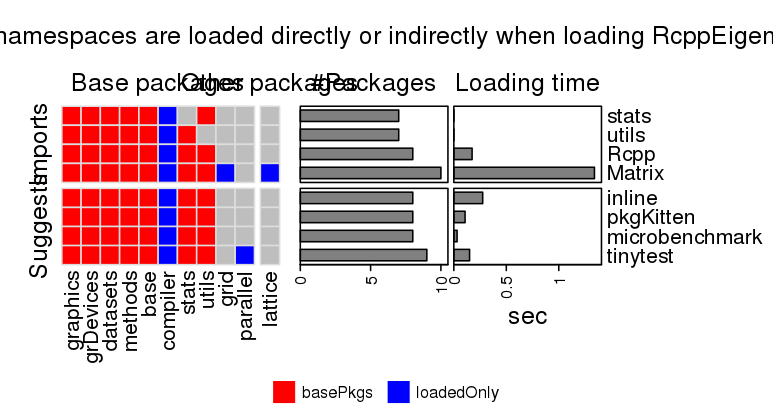 namespaces are loaded directly or indirectly when loading RcppEigen
Base packages Other packages #Packages Loading time
Imports
stats
utils
Rcpp
Matrix
Suggests
inline
pkgKitten
microbenchmark
tinytest
graphics
grDevices
datasets
methods
base
compiler
stats
utils
grid
parallel
lattice
0 5 10
0 0.5 1
sec
basePkgs loadedOnly